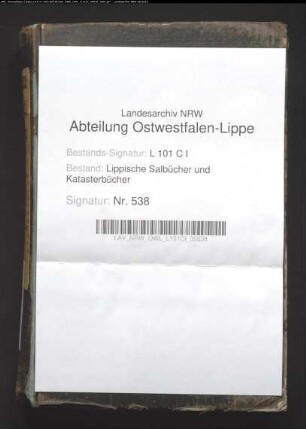 Landesarchiv NRW
Abteilung Ostwestfalen-Lippe
Bestands-Signatur: L 101 C I
Bestand: Lippische Salbücher und
Katasterbücher
Signatur: Nr. 538